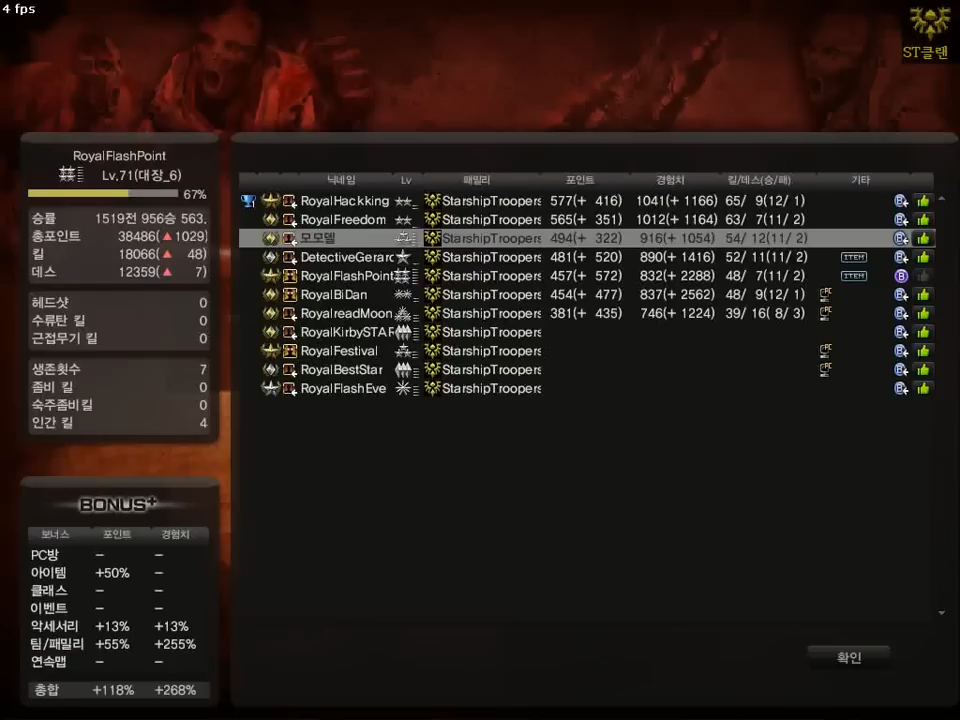 4 fps
ST클랜
RoyalFlashPoint
Lv.71(대장_6)
67%
승률 1519전 956승 563.
총포인트 38486(▲1029)
킬 18066(▲ 48)
데스 12359(▲ 7)
헤드샷 0
수류탄 킬 0
근접무기 킬 0
생존횟수 7
좀비 킬 0
숙주좀비킬 0
인간 킬 4
BONUS+
보너스 포인트 경험치
PC방 - -
아이템 +50% -
클래스 - -
이벤트 - -
악세서리 +13% +13%
팀/패밀리 +55% +255%
연속맵 - -
총합 +118% +268%
닉네임 Lv 패밀리 포인트 경험치 킬/데스(승/패) 기타
RoyalHackking StarshipTroopers 577(+ 416) 1041(+ 1166) 65/ 9(12/ 1)
RoyalFreedom StarshipTroopers 565(+ 351) 1012(+ 1164) 63/ 7(11/ 2)
모모델 StarshipTroopers 494(+ 322) 916(+ 1054) 54/ 12(11/ 2)
DetectiveGerard StarshipTroopers 481(+ 520) 890(+ 1416) 52/ 11(11/ 2) ITEM
RoyalFlashPoint StarshipTroopers 457(+ 572) 832(+ 2288) 48/ 7(11/ 2) ITEM
RoyalBiDan StarshipTroopers 454(+ 477) 837(+ 2562) 48/ 9(12/ 1)
RoyalreadMoon StarshipTroopers 381(+ 435) 746(+ 1224) 39/ 16( 8/ 3)
RoyalKirbySTAR StarshipTroopers
RoyalFestival StarshipTroopers
RoyalBestStar StarshipTroopers
RoyalFlashEve StarshipTroopers
확인